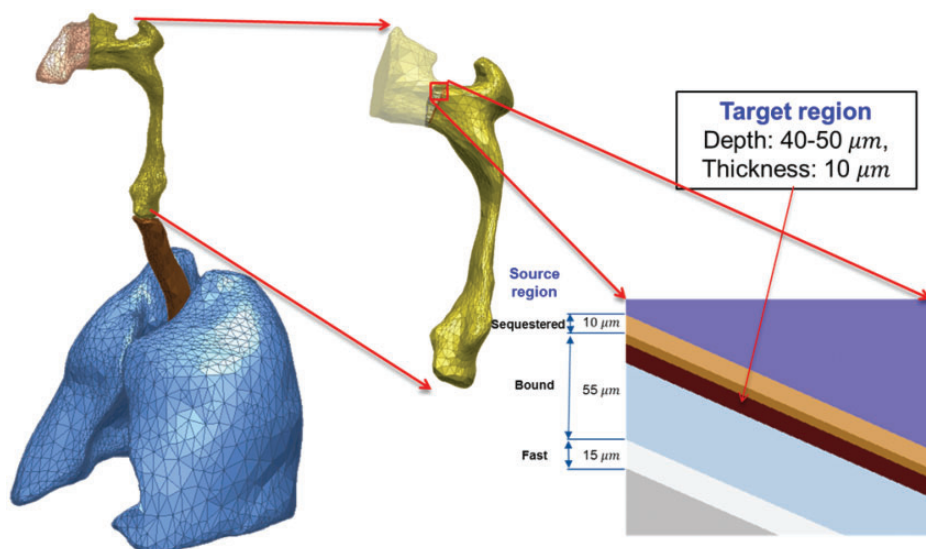 Target region
Depth: 40-50 μm,
Thickness: 10 μm
Source
region
Sequestered
10 μm
Bound
55 μm
Fast
15 μm